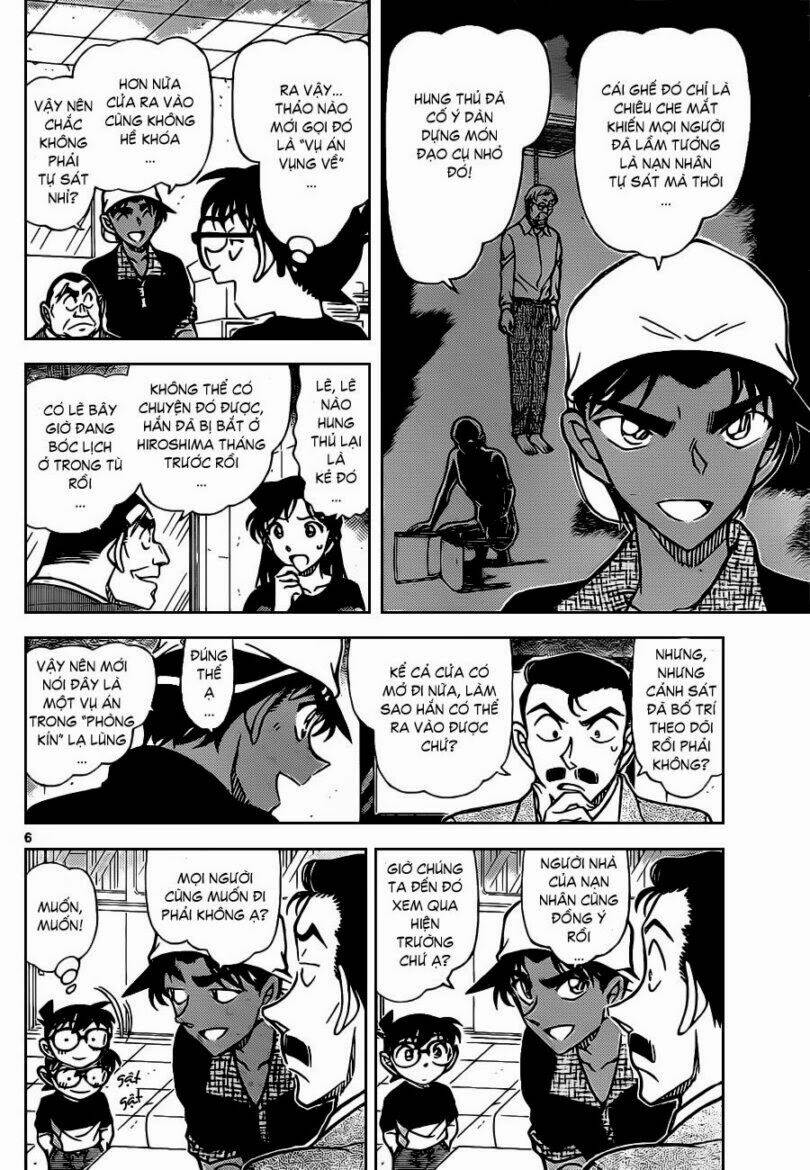 CÁI GHẾ ĐÓ CHỈ LÀ
CHIÊU CHE MẮT
KHIẾN MỌI NGƯỜI
ĐÃ LẦM TƯỞNG
LÀ NẠN NHÂN
TỰ SÁT MÀ THÔI
...
HUNG THỦ ĐÃ
CỐ Ý DÀN
DỰNG MÓN
ĐẠO CỤ NHỎ
ĐÓ!
RA VẬY...
THẢO NÀO
MỚI GỌI ĐÓ
LÀ "VỤ ÁN
VỤNG VỀ"
...
HƠN NỮA
CỬA RA VÀO
CŨNG KHÔNG
HỀ KHÓA
...
VẬY NÊN
CHẮC
KHÔNG
PHẢI
TỰ SÁT
NHỈ?
LẼ, LẼ
NÀO
HUNG
THỦ LẠI
LÀ
KẺ ĐÓ
...
KHÔNG THỂ CÓ
CHUYỆN ĐÓ ĐƯỢC,
HẮN ĐÃ BỊ BẮT Ở
HIROSHIMA THÁNG
TRƯỚC RỒI
...
CÓ LẼ BÂY
GIỜ ĐANG
BÓC LỊCH
Ở TRONG TÙ
RỒI
NHƯNG,
NHƯNG
CẢNH SÁT
ĐÃ BỐ TRÍ
THEO DÕI
RỒI PHẢI
KHÔNG?
KỂ CẢ CỬA CÓ
MỞ ĐI NỮA, LÀM
SAO HẮN CÓ THỂ
RA VÀO ĐƯỢC
CHỨ?
ĐÚNG
THẾ
Ạ
...
VẬY NÊN MỚI
NÓI ĐÂY LÀ
MỘT VỤ ÁN
TRONG "PHÒNG
KÍN" LẠ LÙNG
...
6
NGƯỜI NHÀ
CỦA NẠN
NHÂN CŨNG
ĐỒNG Ý
RỒI
...
GIỜ CHÚNG
TA ĐẾN ĐÓ
XEM QUA
HIỆN
TRƯỜNG
CHỨ Ạ?
MỌI NGƯỜI
CŨNG MUỐN ĐI
PHẢI KHÔNG Ạ?
MUỐN,
MUỐN!
gật
gật